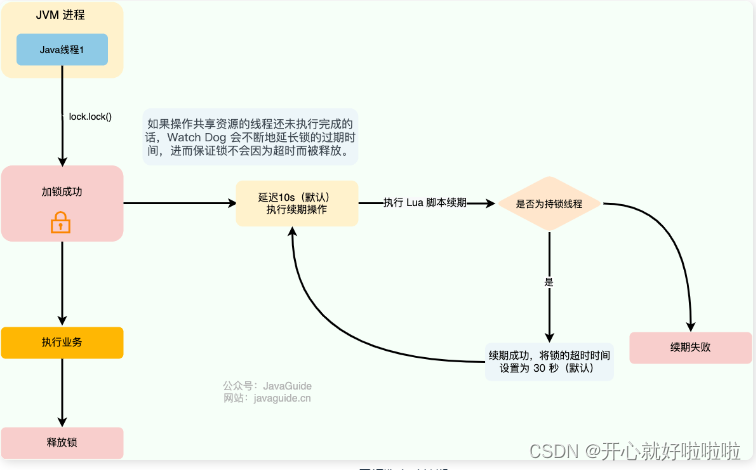 JVM 进程
Java线程1
lock.lock()
如果操作共享资源的线程还未执行完成的
话，Watch Dog 会不断地延长锁的过期时
间，进而保证锁不会因为超时而被释放。
加锁成功
延迟10s（默认）
执行续期操作
执行 Lua 脚本续期
是否为持锁线程
是
执行业务
续期成功，将锁的超时时间
设置为 30 秒（默认）
续期失败
公众号：JavaGuide
网站：javaguide.cn
释放锁
CSDN @开心就好啦啦啦